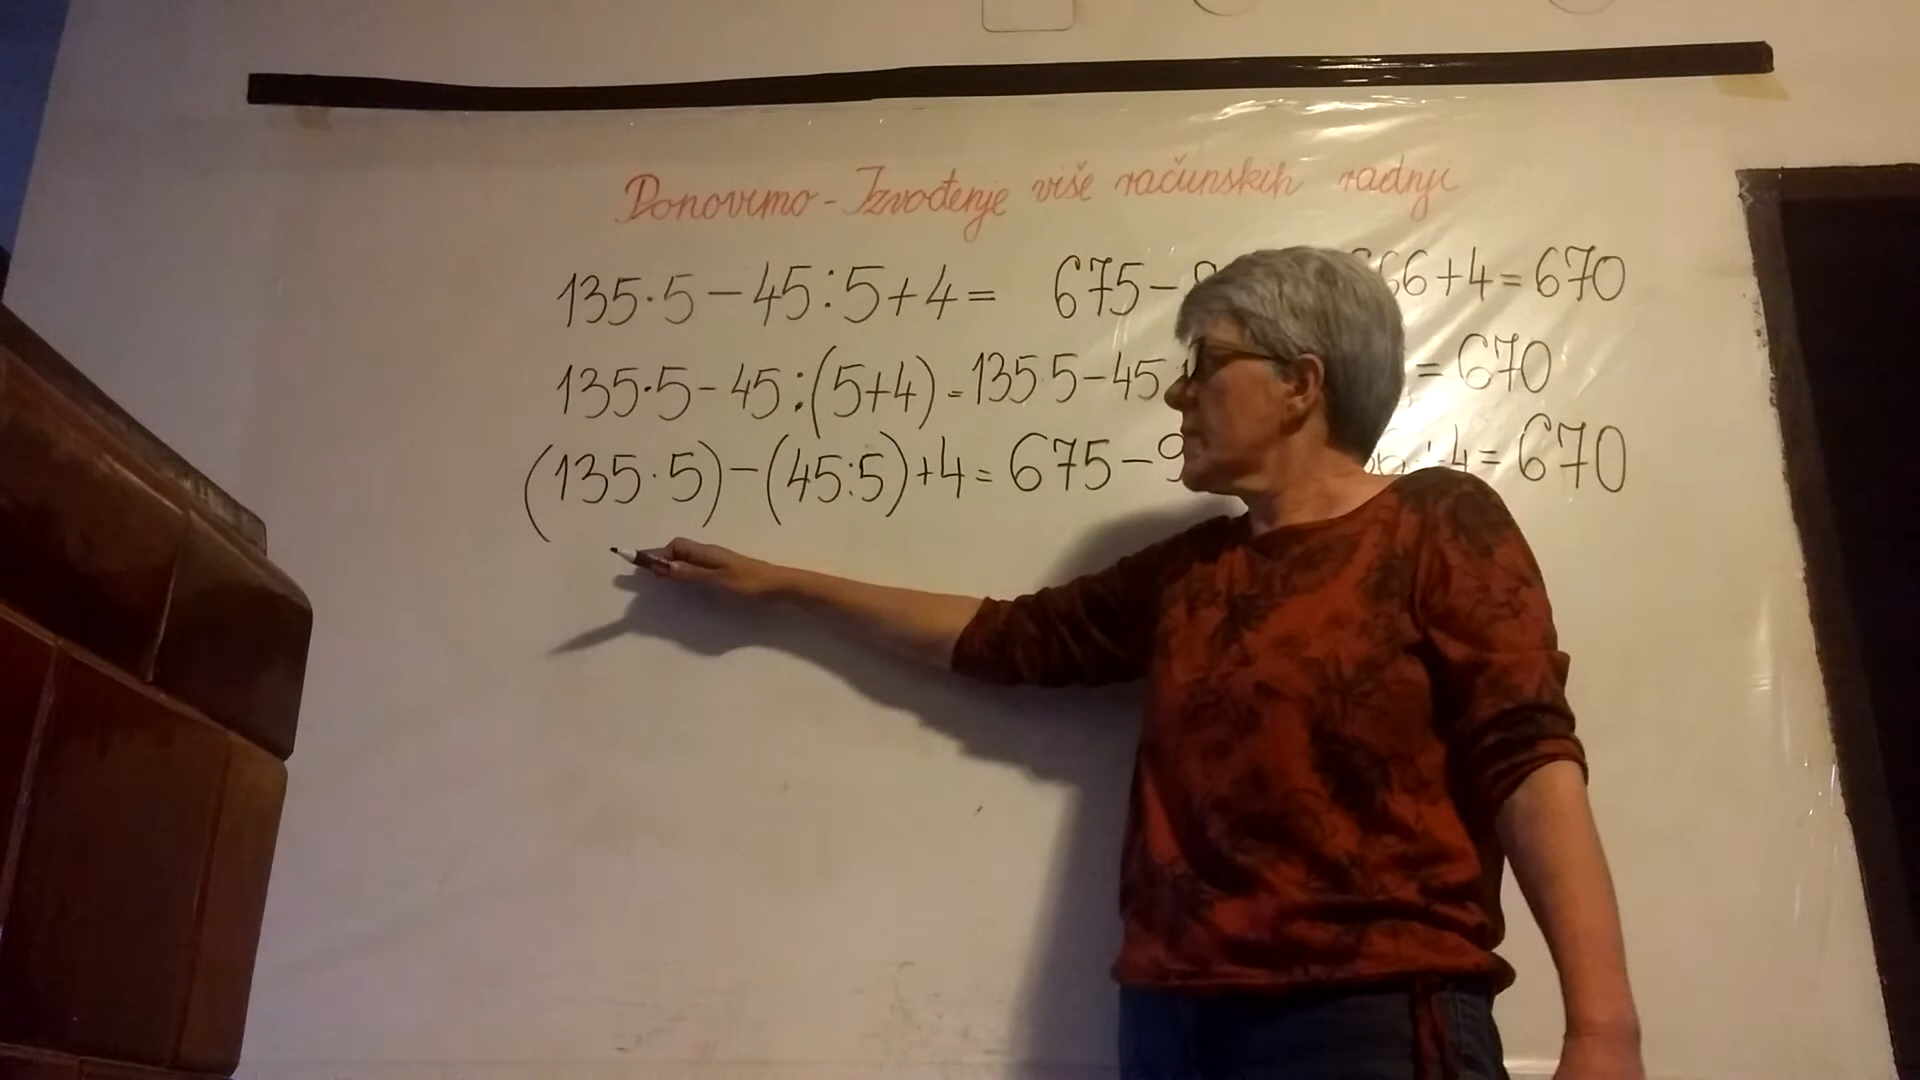 Ponovimo - Izvođenje više računskih radnji
135·5-45:5+4= 675- 66+4=670
135·5-45:(5+4)=135·5-45 =670
(135·5)-(45:5)+4=675-9 +4=670